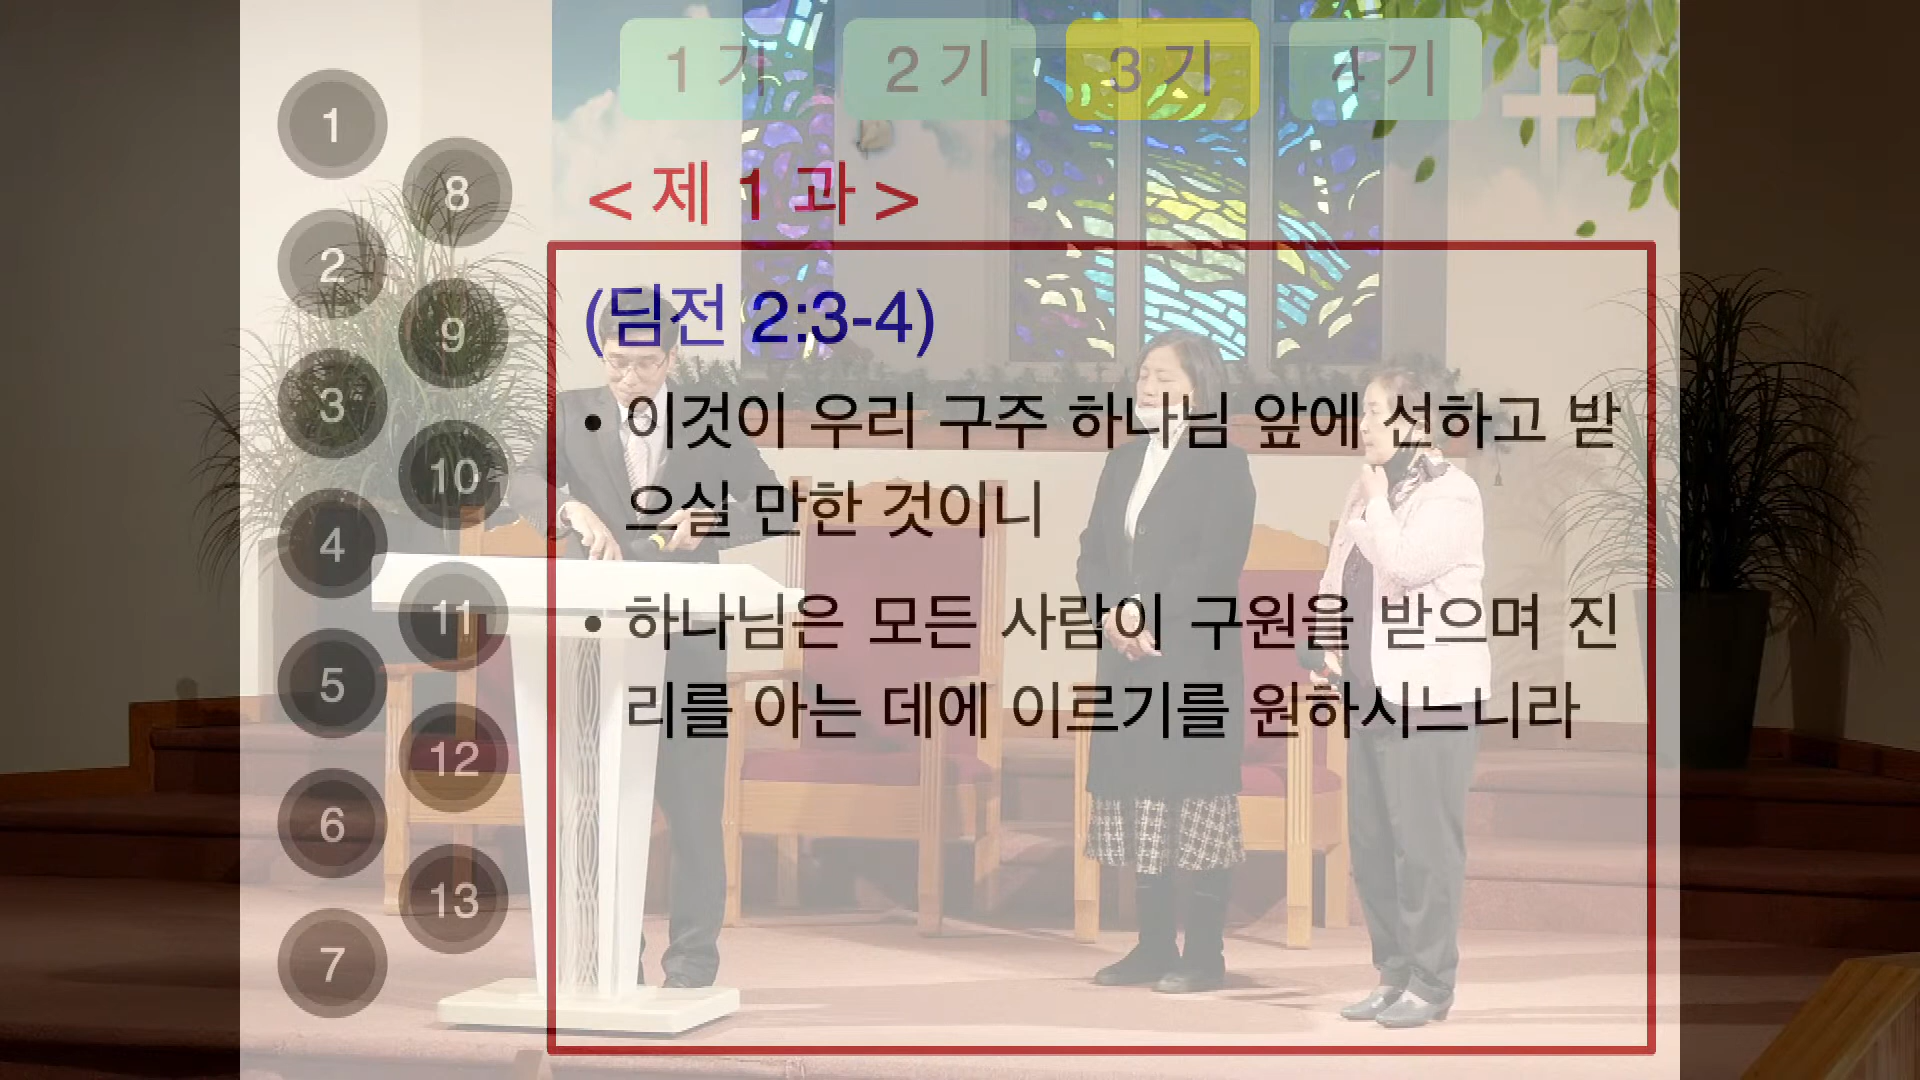 1기 2기 3기 4기
< 제 1 과 >
(딤전 2:3-4)
• 이것이 우리 구주 하나님 앞에 선하고 받
으실 만한 것이니
• 하나님은 모든 사람이 구원을 받으며 진
리를 아는 데에 이르기를 원하시느니라
1
2
3
4
5
6
7
8
9
10
11
12
13